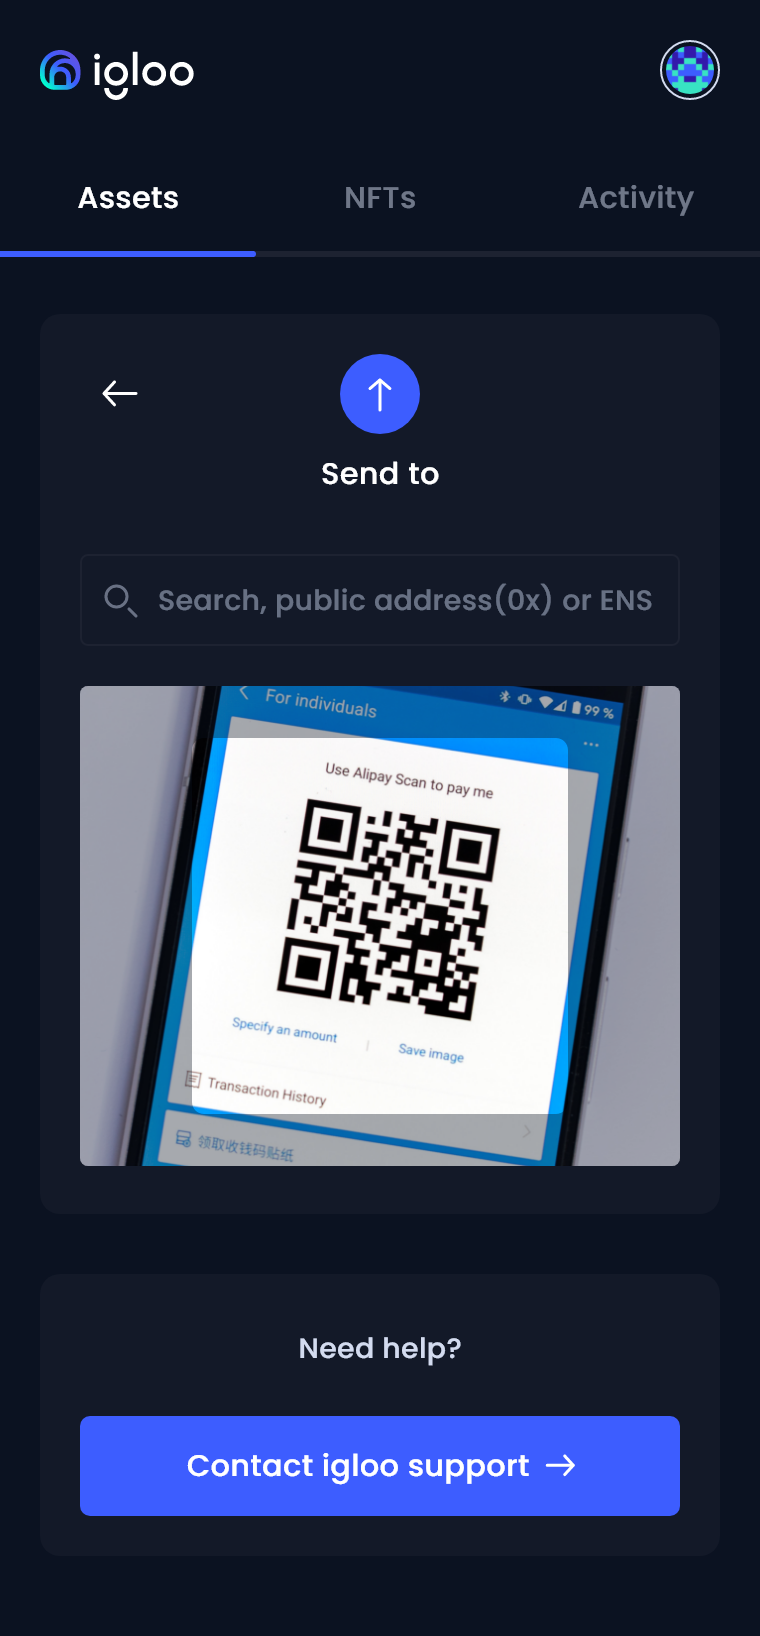 igloo
Assets
NFTs
Activity
Send to
Search, public address(0x) or ENS
For individuals
99 %
Use Alipay Scan to pay me
Specify an amount
Save image
Transaction History
领取收钱码贴纸
Need help?
Contact igloo support